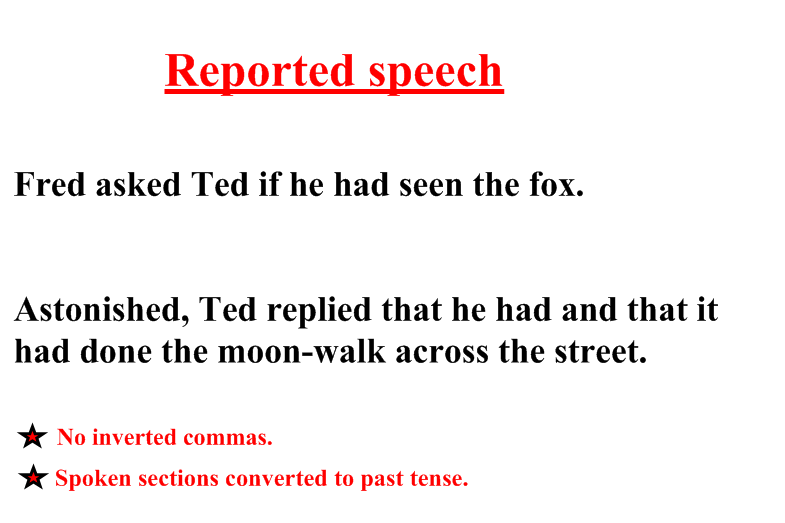 Reported speech
Fred asked Ted if he had seen the fox.
Astonished, Ted replied that he had and that it
had done the moon-walk across the street.
No inverted commas.
Spoken sections converted to past tense.